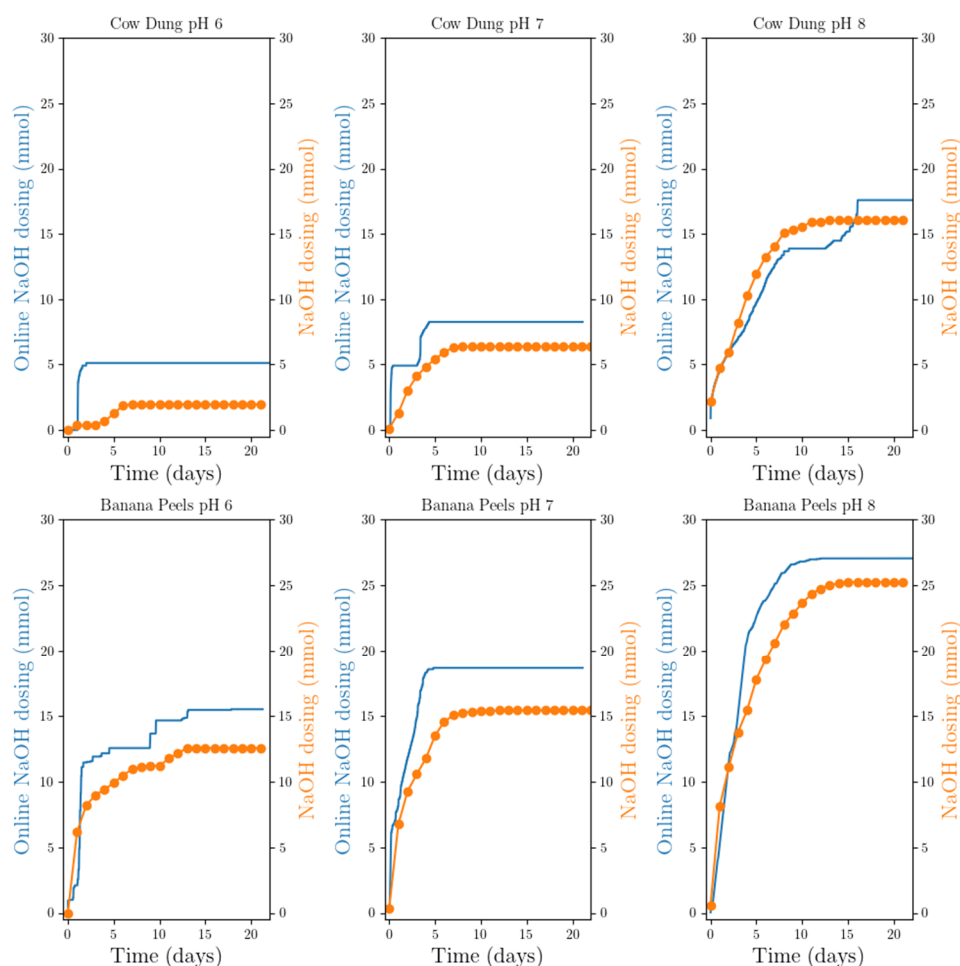 Cow Dung pH 6
Cow Dung pH 7
Cow Dung pH 8
30 30 30 30 30 30
25 25 25 25 25 25
20 20 20 20 20 20
15 15 15 15 15 15
10 10 10 10 10 10
5 5 5 5 5 5
0 0 0 0 0 0
Online NaOH dosing (mmol)
NaOH dosing (mmol)
Online NaOH dosing (mmol)
NaOH dosing (mmol)
Online NaOH dosing (mmol)
NaOH dosing (mmol)
0 5 10 15 20 0 5 10 15 20 0 5 10 15 20
Time (days)
Time (days)
Time (days)
Banana Peels pH 6
Banana Peels pH 7
Banana Peels pH 8
30 30 30 30 30 30
25 25 25 25 25 25
20 20 20 20 20 20
15 15 15 15 15 15
10 10 10 10 10 10
5 5 5 5 5 5
0 0 0 0 0 0
Online NaOH dosing (mmol)
NaOH dosing (mmol)
Online NaOH dosing (mmol)
NaOH dosing (mmol)
Online NaOH dosing (mmol)
NaOH dosing (mmol)
0 5 10 15 20 0 5 10 15 20 0 5 10 15 20
Time (days)
Time (days)
Time (days)